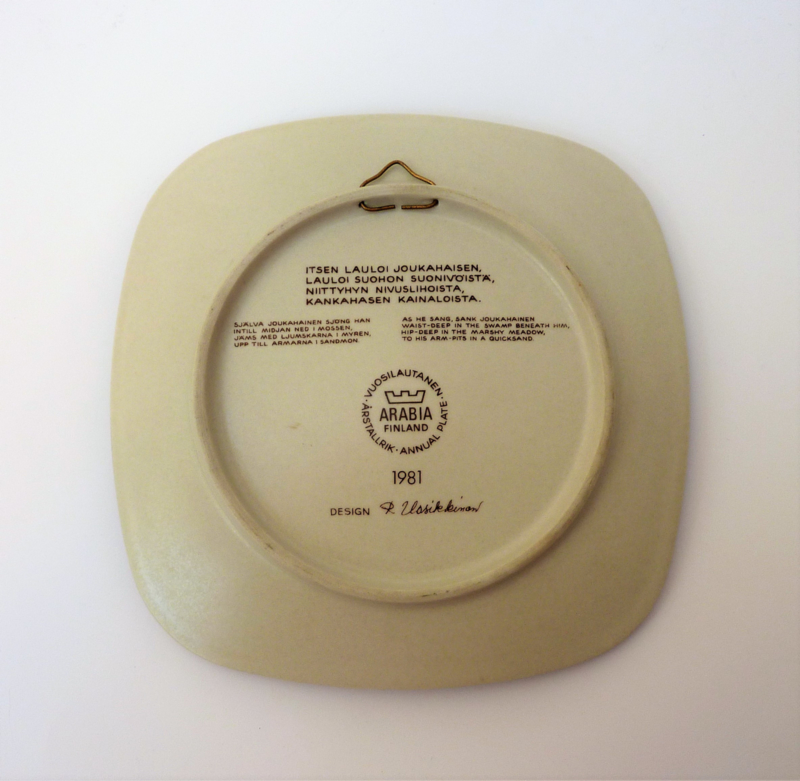 ITSEN LAULOI JOUKAHAISEN,
LAULOI SUOHON SUONIVÖISTÄ,
NIITTYHYN NIVUSLIHOISTA,
KANKAHASEN KAINALOISTA.
SJÄLVA JOUKAHAINEN SJÖNG HAN
INTILL MIDJAN NED I MOSSEN,
JÄMS MED LJUMSKARNA I MYREN,
UPP TILL ARMARNA I SANDMON.
AS HE SANG, SANK JOUKAHAINEN
WAIST-DEEP IN THE SWAMP BENEATH HIM,
HIP-DEEP IN THE MARSHY MEADOW,
TO HIS ARM-PITS IN A QUICKSAND.
· VUOSILAUTANEN ·
ARABIA
FINLAND
ÅRSTALLRIK · ANNUAL PLATE
1981
DESIGN R. Uosikkinen